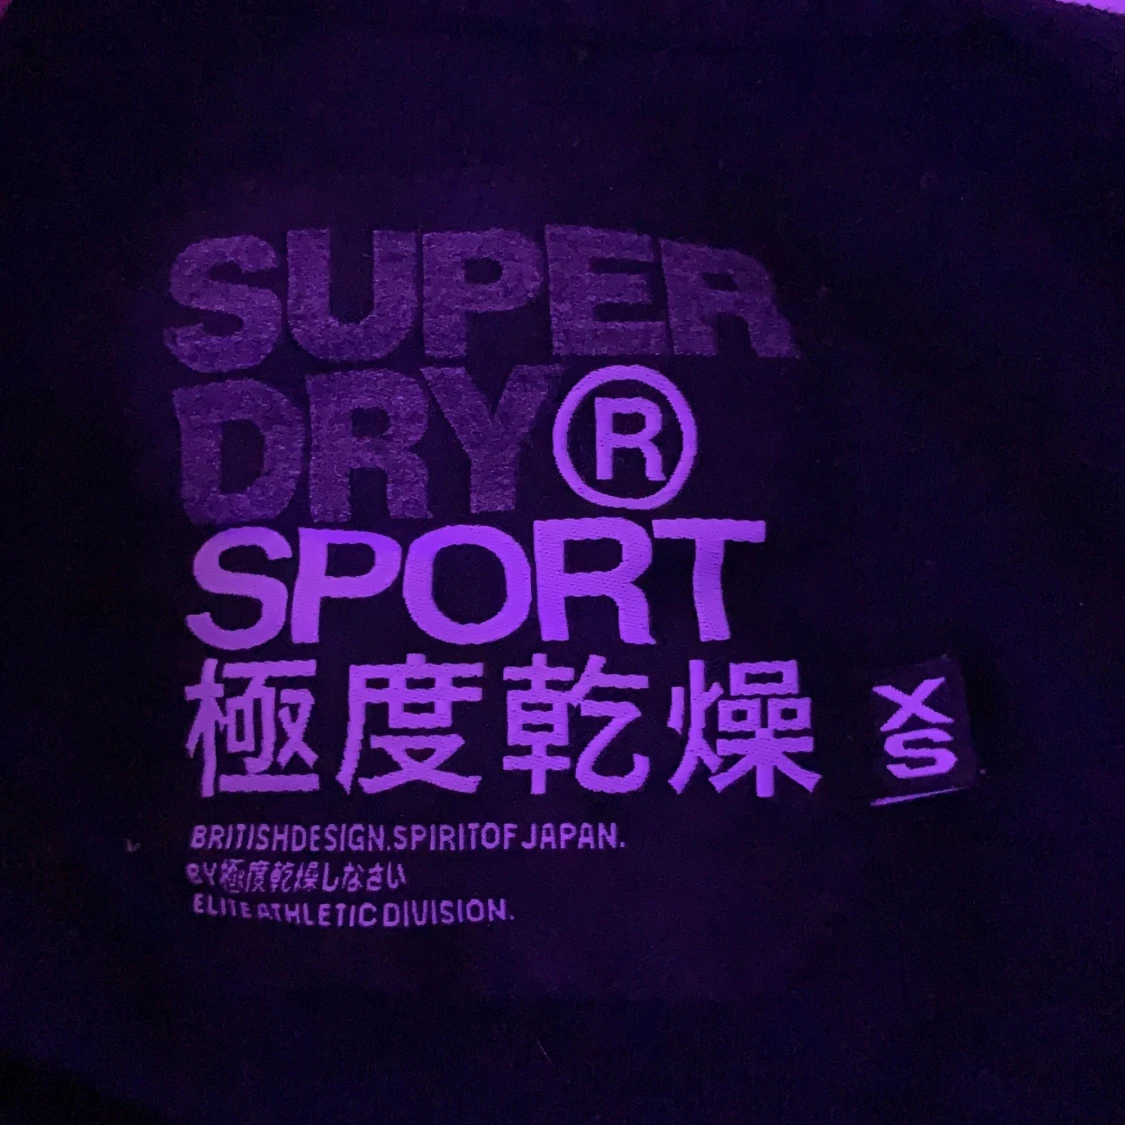 SUPER
DRY®
SPORT
極度乾燥
XS
BRITISHDESIGN.SPIRITOF JAPAN.
BY極度乾燥しなさい
ELITE ATHLETIC DIVISION.